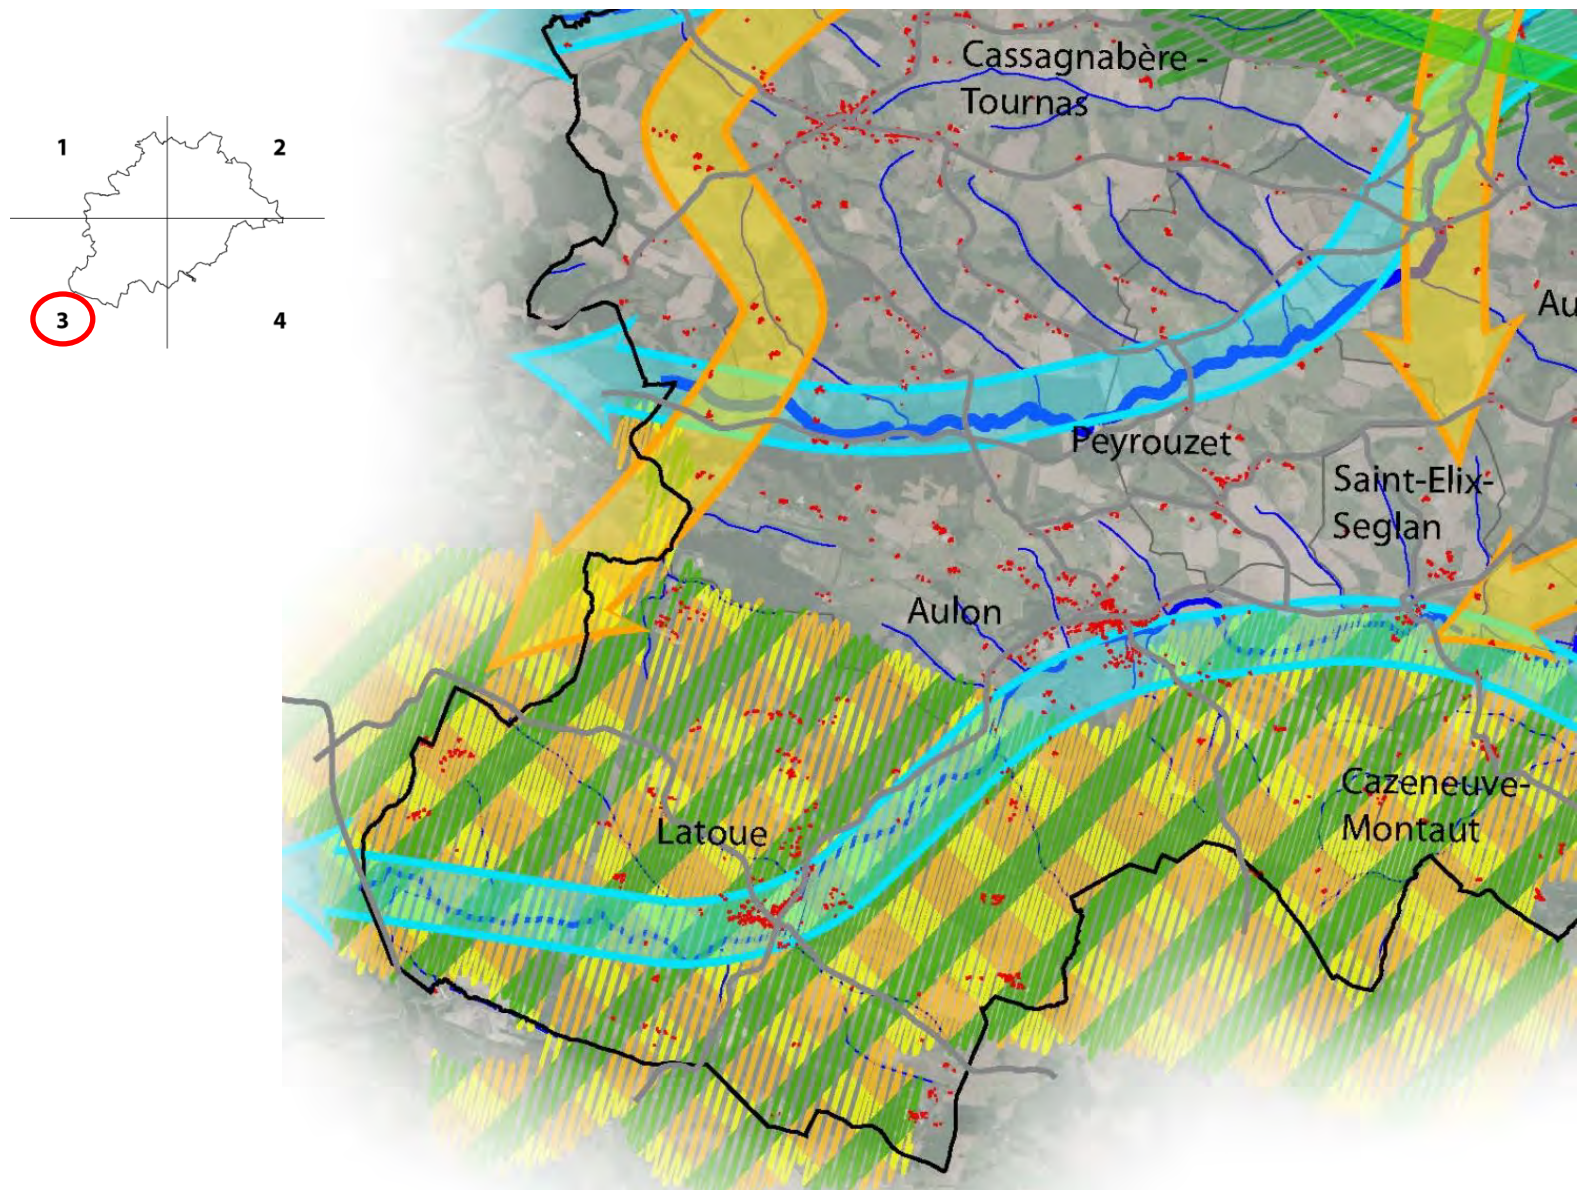 1
2
3
4
Cassagnabère -
Tournas
Au
Peyrouzet
Saint-Elix-
Seglan
Aulon
Cazeneuve-
Montaut
Latoue